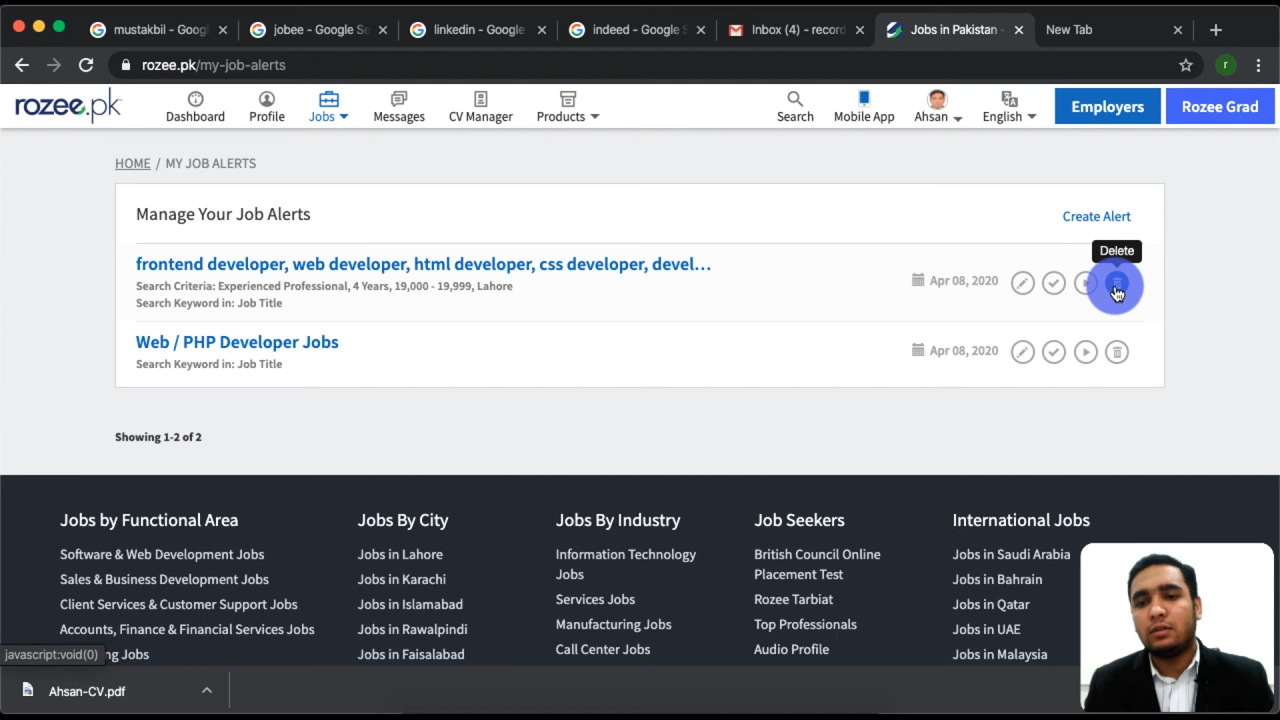 mustakbil - Goog
jobee - Google Se
linkedin - Google
indeed - Google S
Inbox (4) - record
Jobs in Pakistan -
New Tab
rozee.pk/my-job-alerts
r
rozee.pk
Dashboard
Profile
Jobs
Messages
CV Manager
Products
Search
Mobile App
Ahsan
English
Employers
Rozee Grad
HOME / MY JOB ALERTS
Manage Your Job Alerts
Create Alert
Delete
frontend developer, web developer, html developer, css developer, devel...
Search Criteria: Experienced Professional, 4 Years, 19,000 - 19,999, Lahore
Search Keyword in: Job Title
Apr 08, 2020
Web / PHP Developer Jobs
Search Keyword in: Job Title
Apr 08, 2020
Showing 1-2 of 2
Jobs by Functional Area
Software & Web Development Jobs
Sales & Business Development Jobs
Client Services & Customer Support Jobs
Accounts, Finance & Financial Services Jobs
ng Jobs
Jobs By City
Jobs in Lahore
Jobs in Karachi
Jobs in Islamabad
Jobs in Rawalpindi
Jobs in Faisalabad
Jobs By Industry
Information Technology
Jobs
Services Jobs
Manufacturing Jobs
Call Center Jobs
Job Seekers
British Council Online
Placement Test
Rozee Tarbiat
Top Professionals
Audio Profile
International Jobs
Jobs in Saudi Arabia
Jobs in Bahrain
Jobs in Qatar
Jobs in UAE
Jobs in Malaysia
javascript:void(0)
Ahsan-CV.pdf